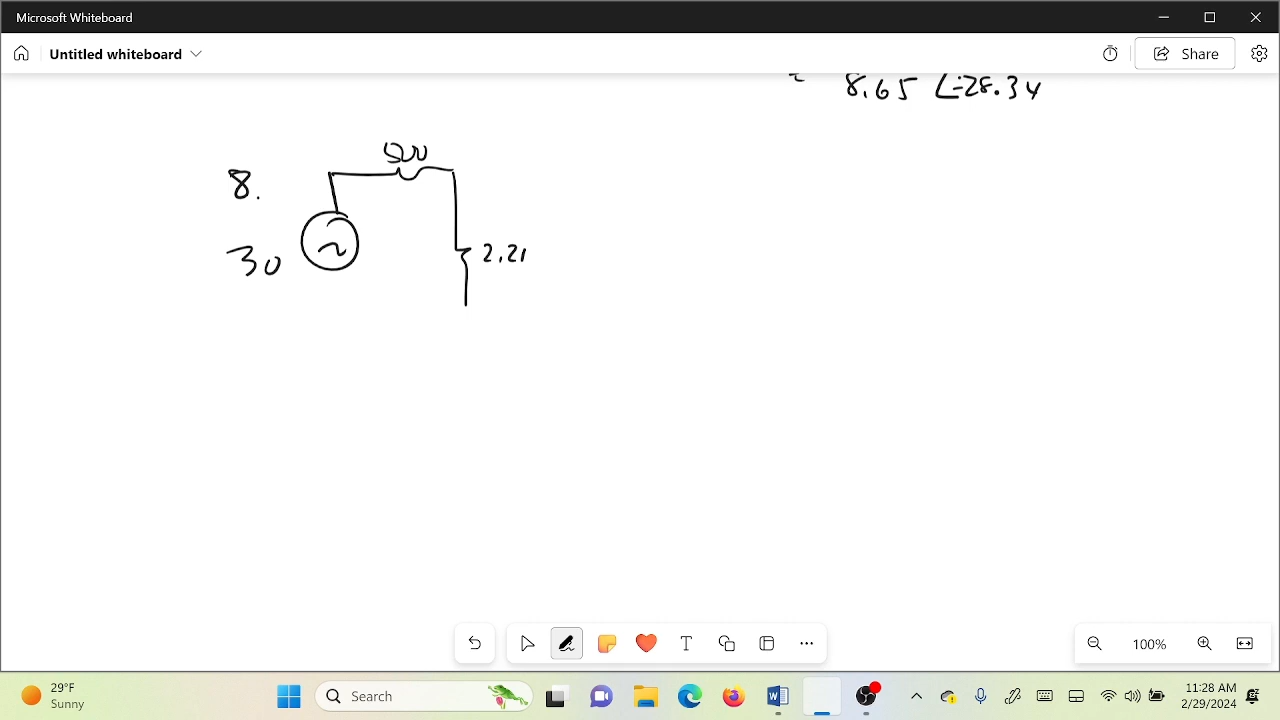 Microsoft Whiteboard
Untitled whiteboard
Share
8.65 ∠-28.34
8.
500
30
2.21
100%
29°F
Sunny
Search
11:28 AM
2/29/2024